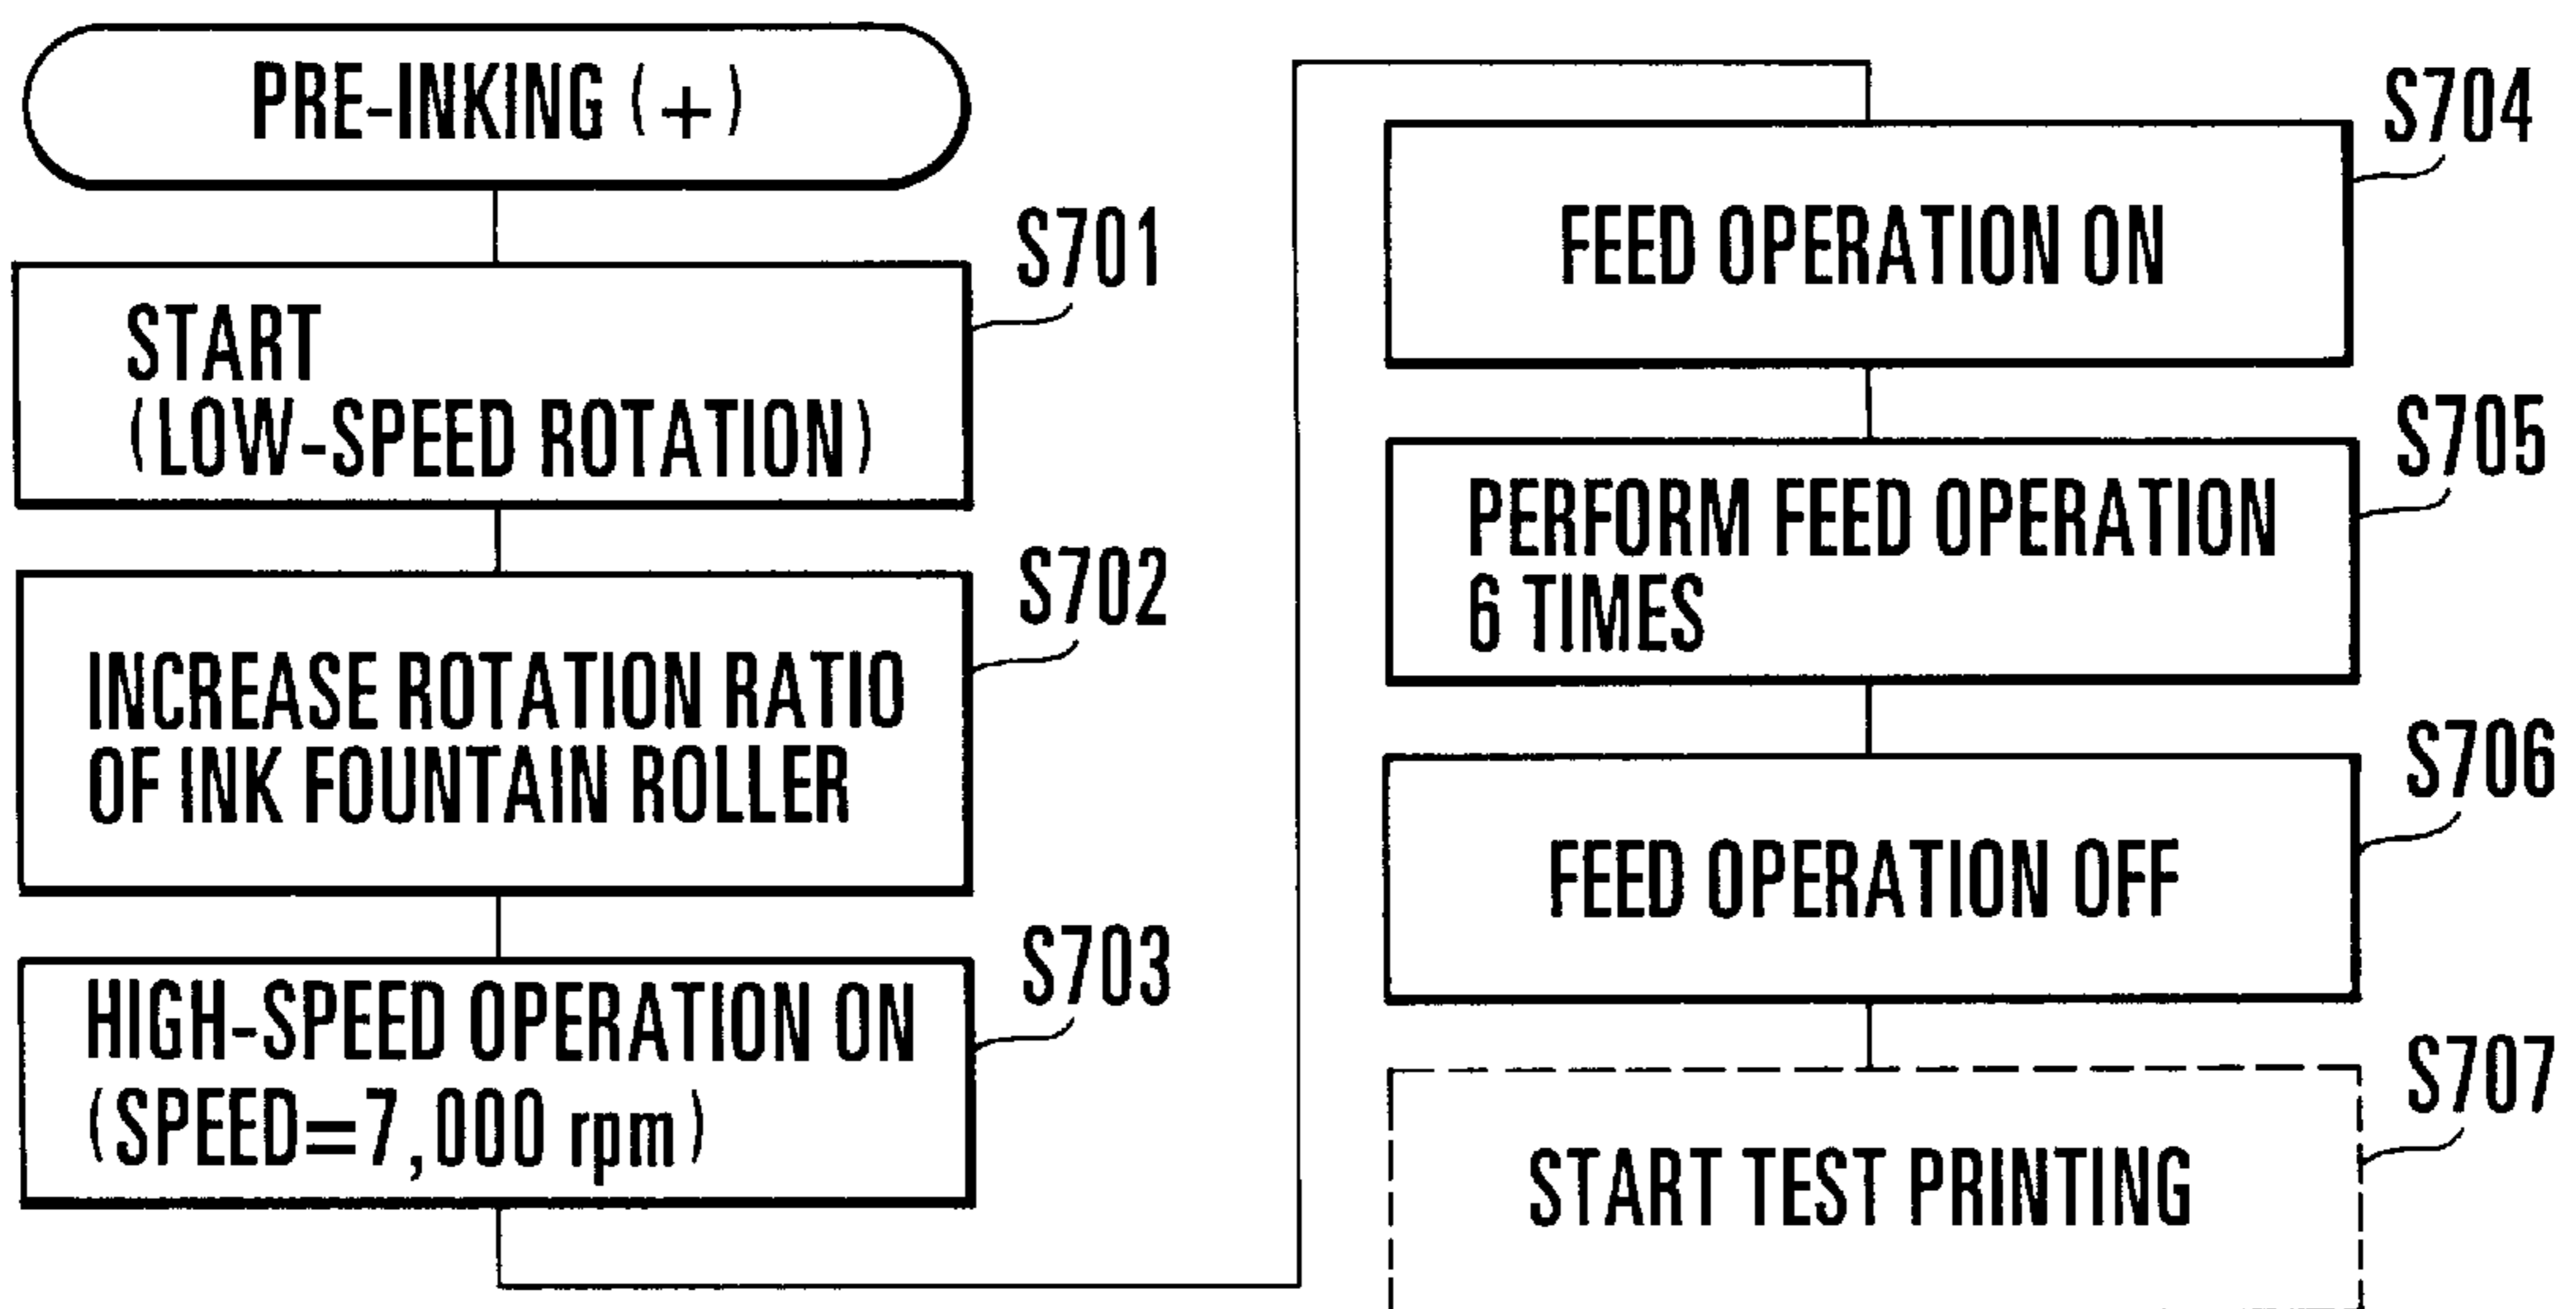 PRE-INKING (+)
S701
START
(LOW-SPEED ROTATION)
S702
INCREASE ROTATION RATIO
OF INK FOUNTAIN ROLLER
S703
HIGH-SPEED OPERATION ON
(SPEED=7,000 rpm)
S704
FEED OPERATION ON
S705
PERFORM FEED OPERATION
6 TIMES
S706
FEED OPERATION OFF
S707
START TEST PRINTING